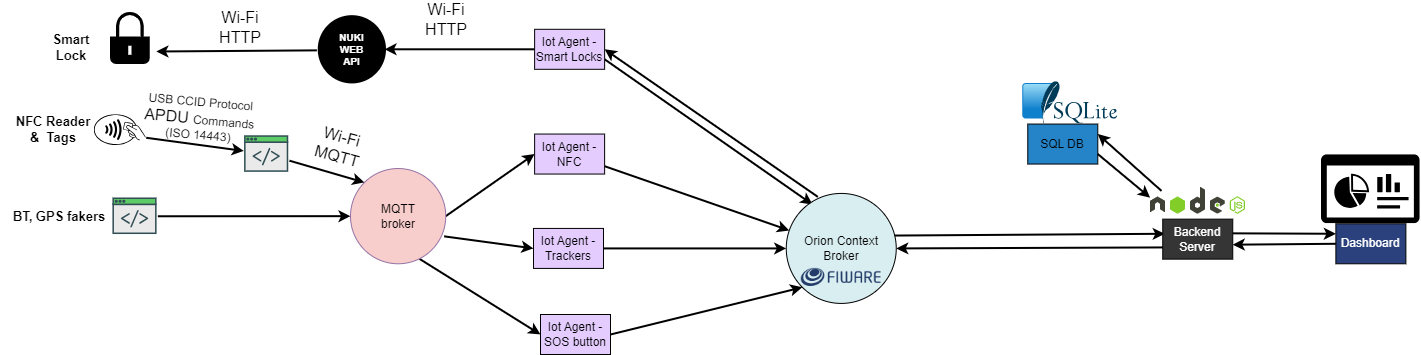 Smart
Lock
Wi-Fi
HTTP
NUKI
WEB
API
Wi-Fi
HTTP
Iot Agent -
Smart Locks
NFC Reader
& Tags
USB CCID Protocol
APDU Commands
(ISO 14443)
</>
Wi-Fi
MQTT
BT, GPS fakers
</>
MQTT
broker
Iot Agent -
NFC
Iot Agent -
Trackers
Iot Agent -
SOS button
Orion Context
Broker
FIWARE
SQLite
SQL DB
node
JS
Backend
Server
Dashboard